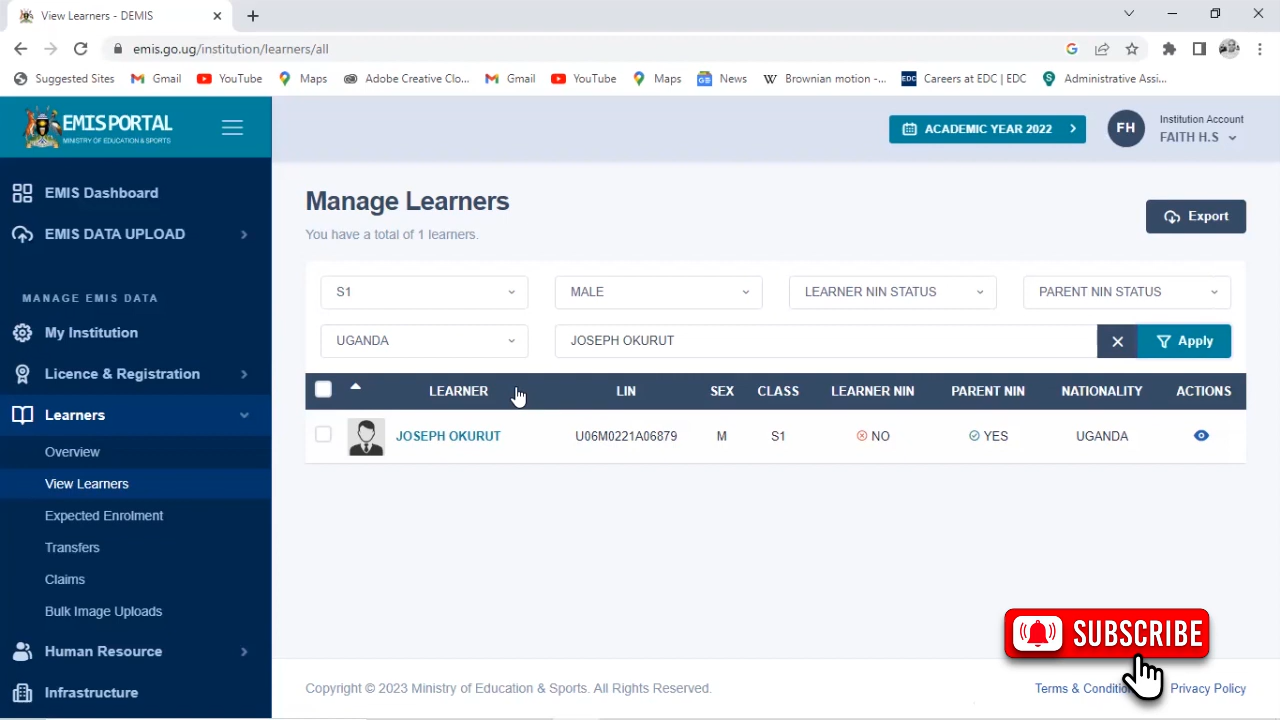 View Learners - DEMIS
emis.go.ug/institution/learners/all
Suggested Sites Gmail YouTube Maps Adobe Creative Clo... Gmail YouTube Maps News Brownian motion -... EDC Careers at EDC | EDC Administrative Assi...
EMIS PORTAL
MINISTRY OF EDUCATION & SPORTS
EMIS Dashboard
EMIS DATA UPLOAD
MANAGE EMIS DATA
My Institution
Licence & Registration
Learners
Overview
View Learners
Expected Enrolment
Transfers
Claims
Bulk Image Uploads
Human Resource
Infrastructure
ACADEMIC YEAR 2022
FH
Institution Account
FAITH H.S
Manage Learners
You have a total of 1 learners.
Export
S1 MALE LEARNER NIN STATUS PARENT NIN STATUS
UGANDA JOSEPH OKURUT Apply
LEARNER LIN SEX CLASS LEARNER NIN PARENT NIN NATIONALITY ACTIONS
JOSEPH OKURUT U06M0221A06879 M S1 NO YES UGANDA
SUBSCRIBE
Copyright © 2023 Ministry of Education & Sports. All Rights Reserved.
Terms & Conditio Privacy Policy